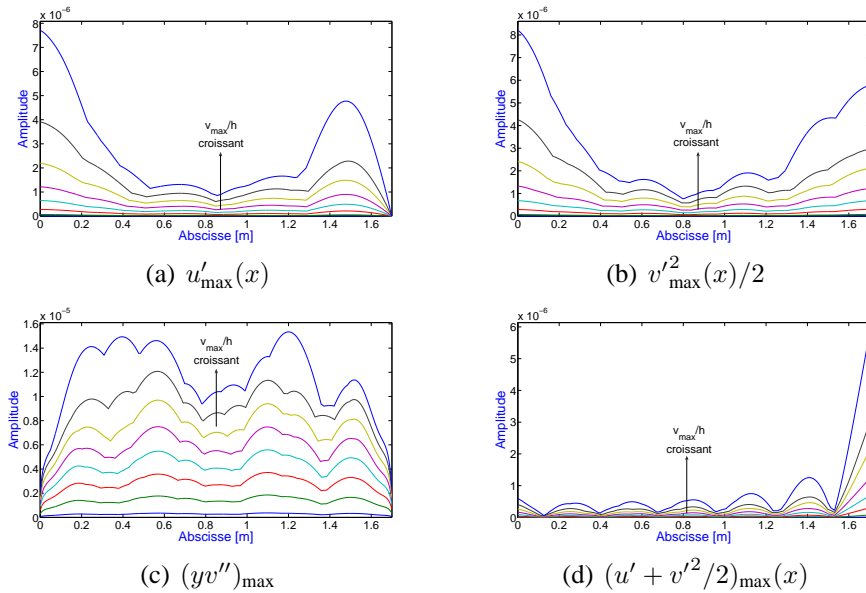 x 10⁻⁶
8
7
6
5
4
3
2
1
0
Amplitude
v_max/h
croissant
0 0.2 0.4 0.6 0.8 1 1.2 1.4 1.6
Abscisse [m]
(a) u′_max(x)
x 10⁻⁶
8
7
6
5
4
3
2
1
0
Amplitude
v_max/h
croissant
0 0.2 0.4 0.6 0.8 1 1.2 1.4 1.6
Abscisse [m]
(b) v′²_max(x)/2
x 10⁻⁵
1.6
1.4
1.2
1
0.8
0.6
0.4
0.2
0
Amplitude
v_max/h
croissant
0 0.2 0.4 0.6 0.8 1 1.2 1.4 1.6
Abscisse [m]
(c) (yv″)_max
x 10⁻⁶
6
5
4
3
2
1
0
Amplitude
v_max/h
croissant
0 0.2 0.4 0.6 0.8 1 1.2 1.4 1.6
Abscisse [m]
(d) (u′ + v′²/2)_max(x)